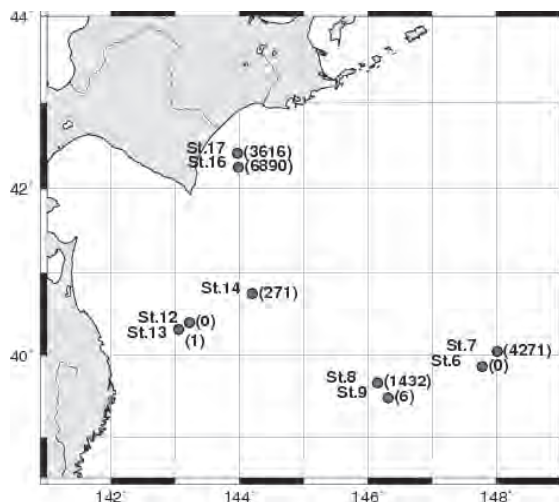 44°
St.17 (3616)
St.16 (6890)
42°
St.14 (271)
St.12 (0)
St.13 (1)
St.7 (4271)
40°
St.6 (0)
St.8 (1432)
St.9 (6)
142° 144° 146° 148°